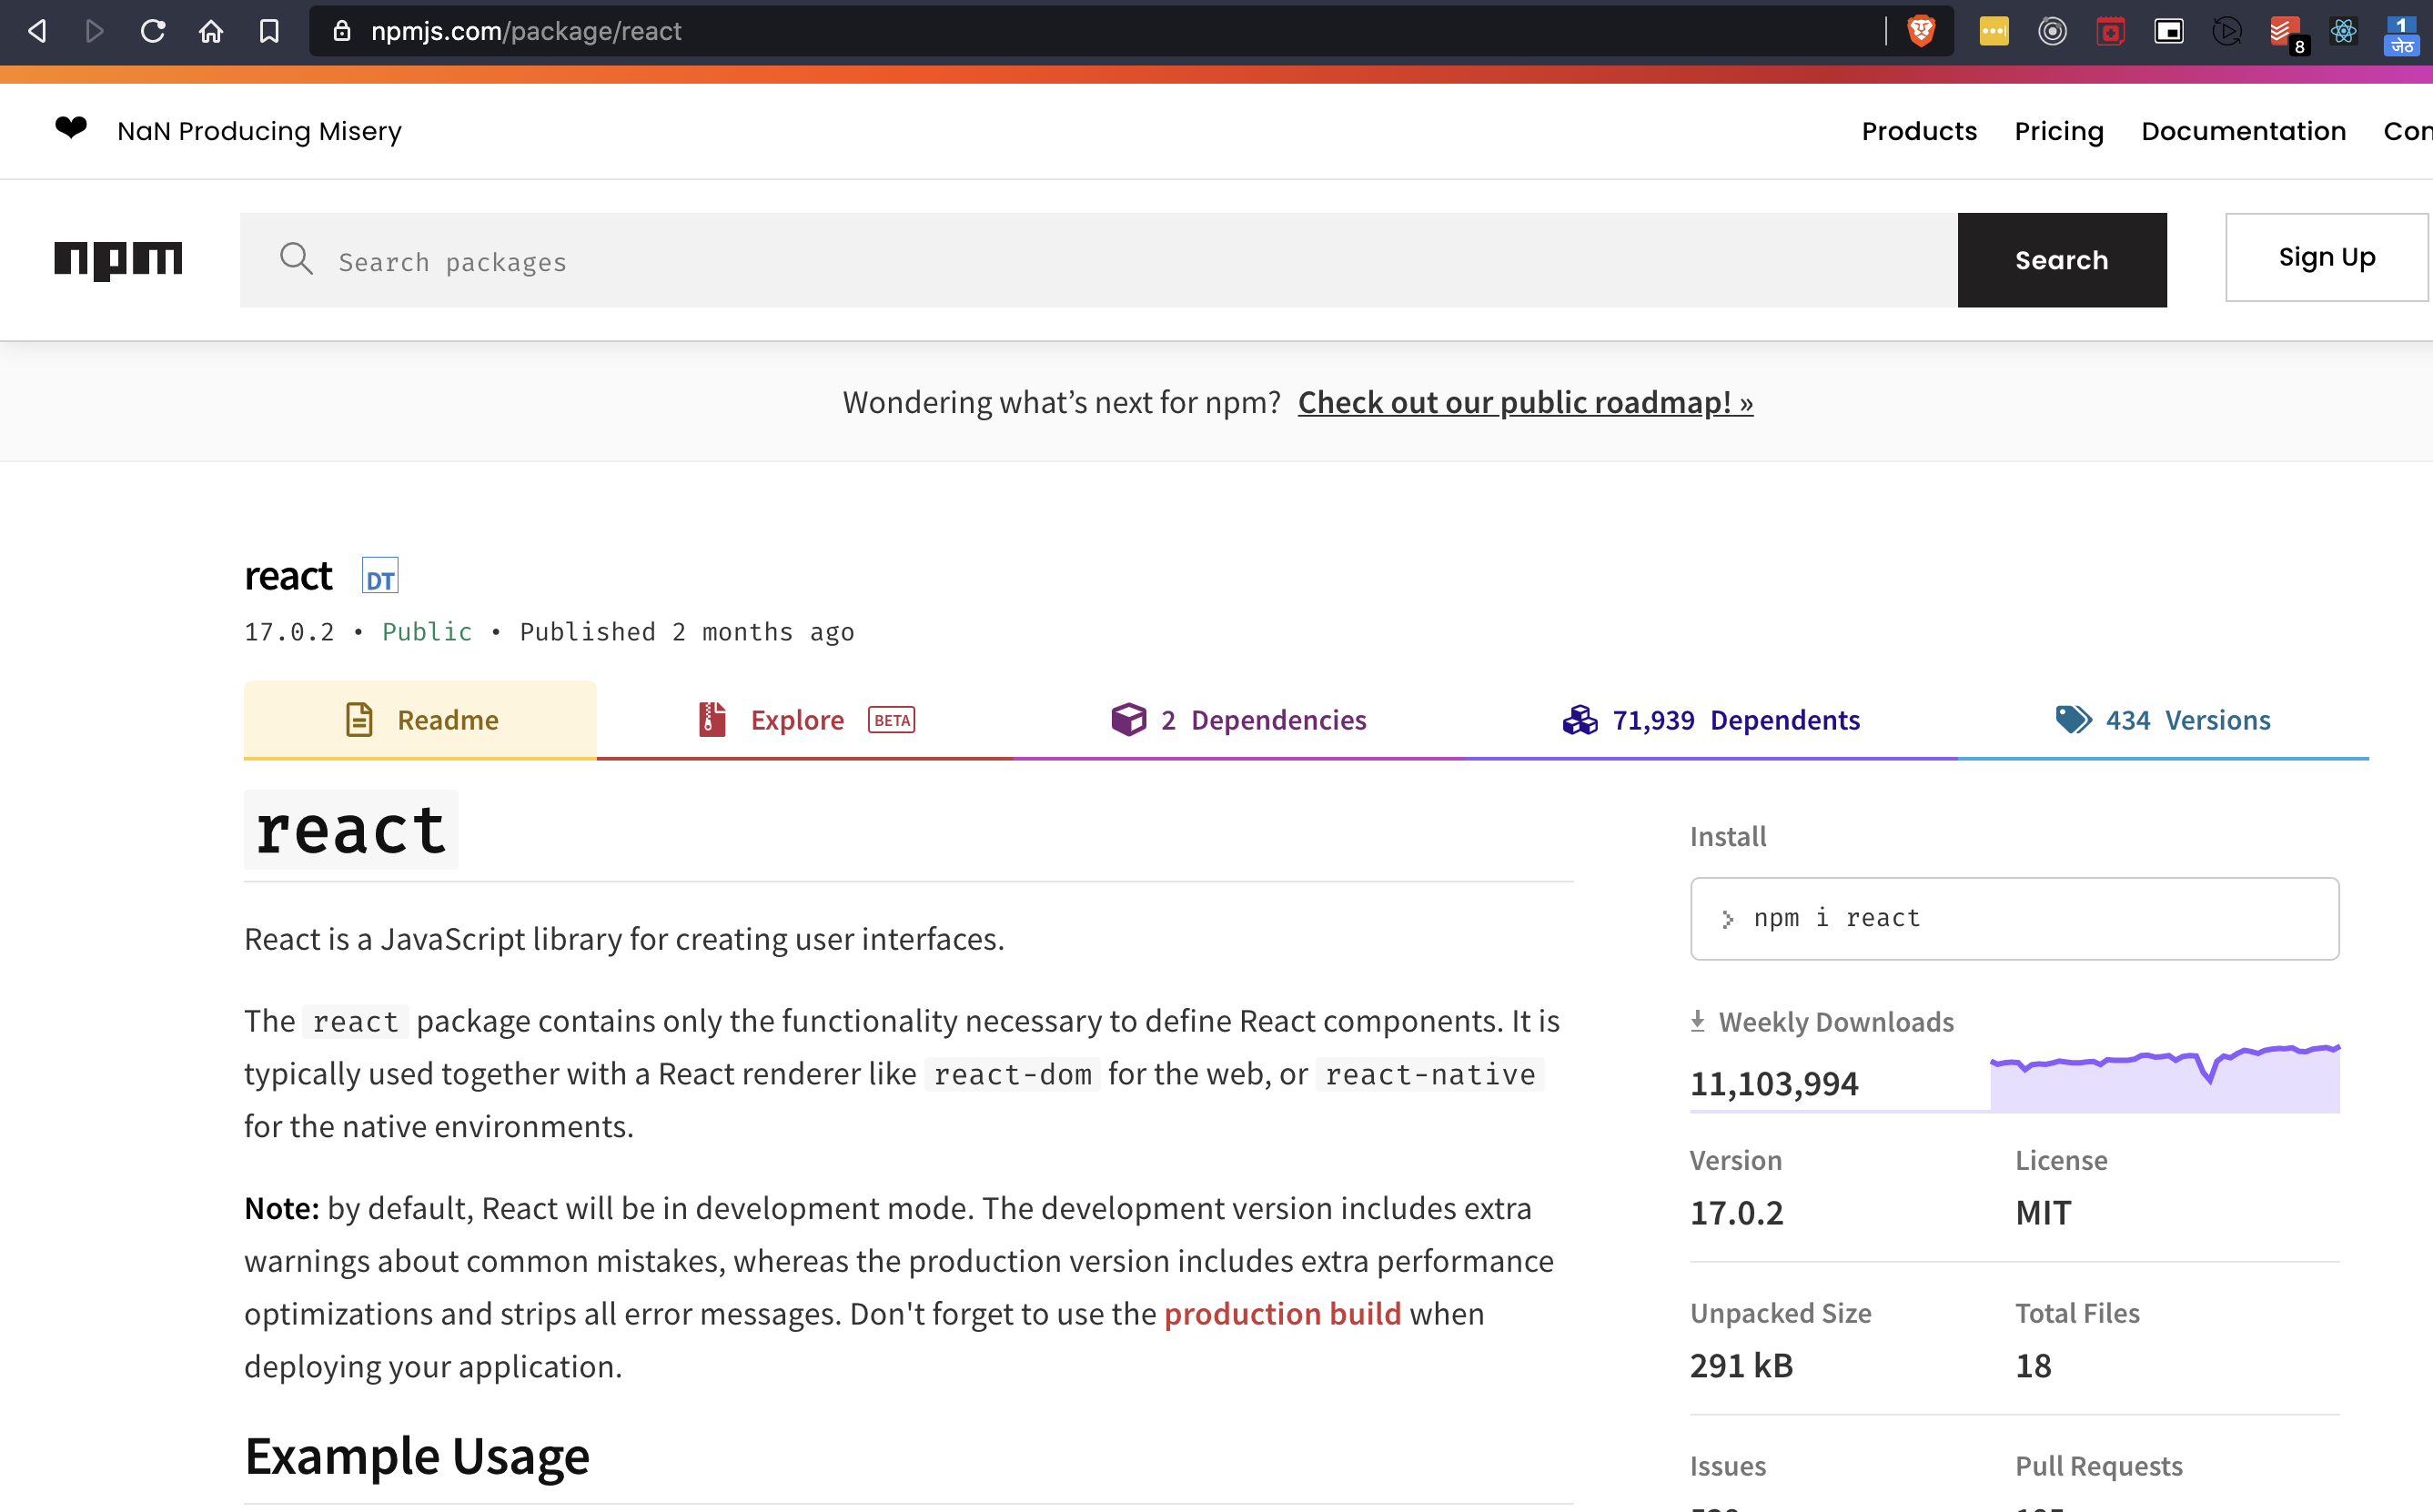 npmjs.com/package/react
8
1
जेठ
❤ NaN Producing Misery
Products Pricing Documentation
npm
Search packages
Search
Sign Up
Wondering what’s next for npm? Check out our public roadmap! »
react DT
17.0.2 • Public • Published 2 months ago
Readme
Explore BETA
2 Dependencies
71,939 Dependents
434 Versions
react
React is a JavaScript library for creating user interfaces.
The react package contains only the functionality necessary to define React components. It is
typically used together with a React renderer like react-dom for the web, or react-native
for the native environments.
Note: by default, React will be in development mode. The development version includes extra
warnings about common mistakes, whereas the production version includes extra performance
optimizations and strips all error messages. Don't forget to use the production build when
deploying your application.
Example Usage
Install
npm i react
Weekly Downloads
11,103,994
Version License
17.0.2 MIT
Unpacked Size Total Files
291 kB 18
Issues Pull Requests